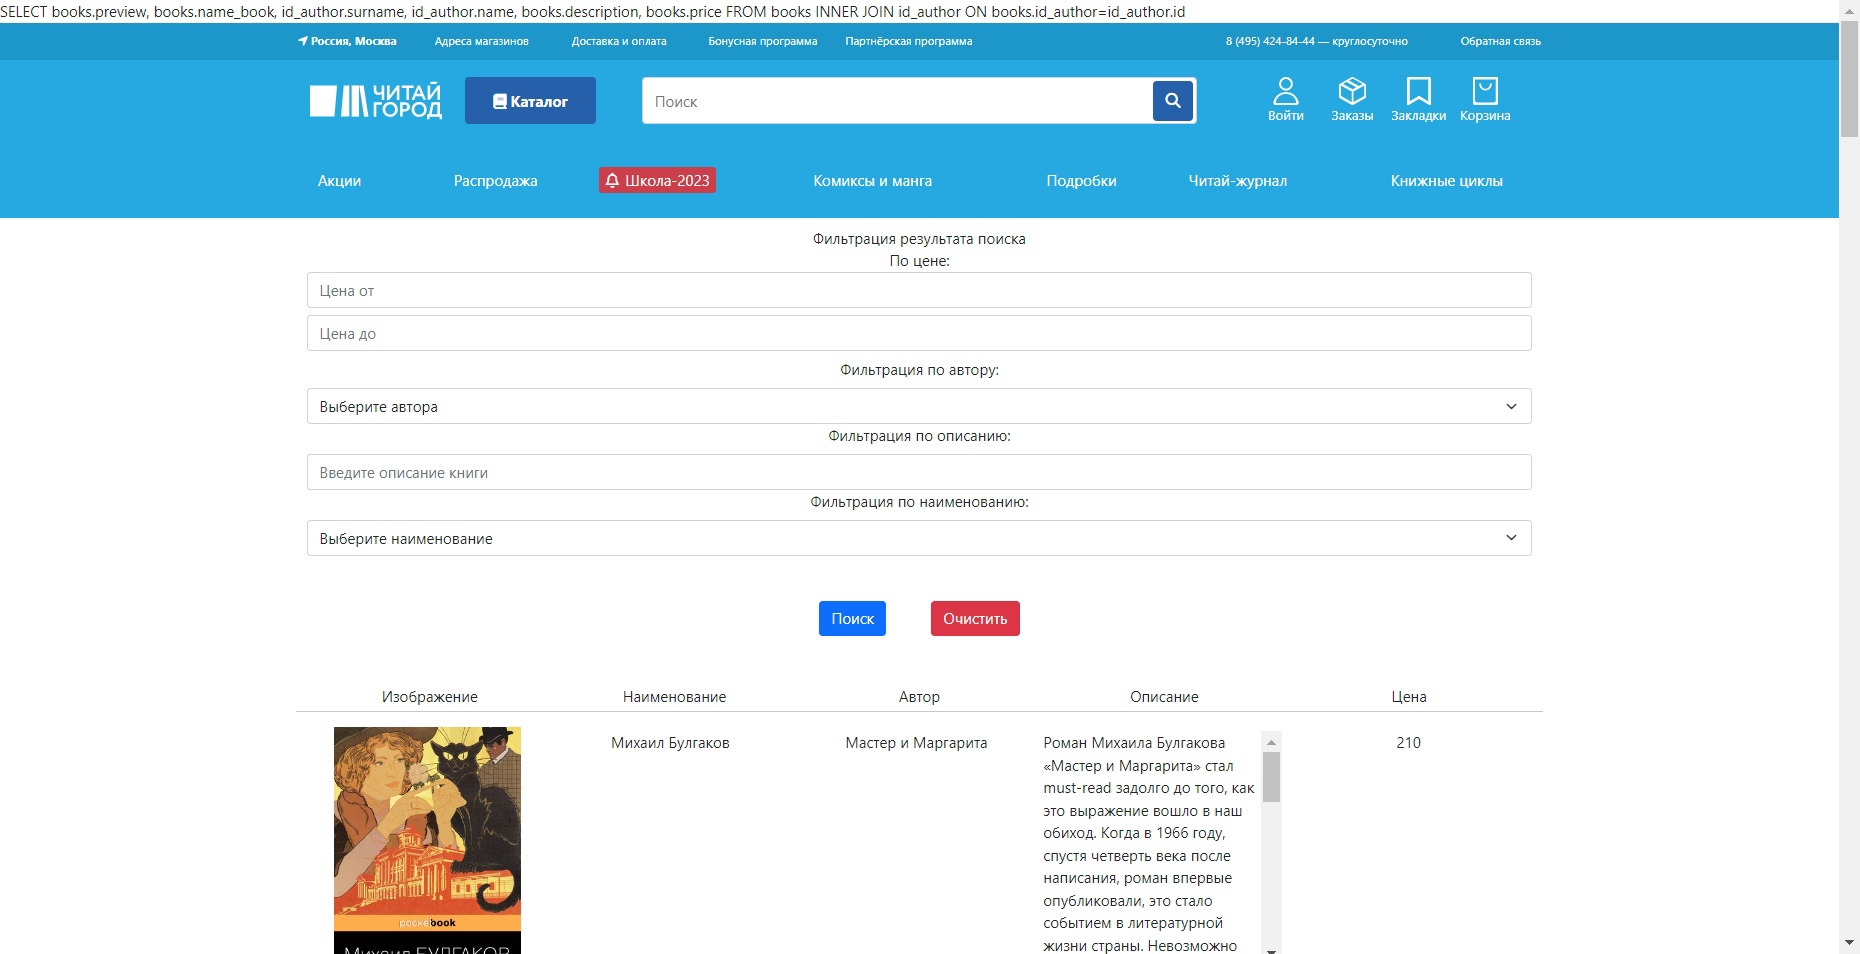 SELECT books.preview, books.name_book, id_author.surname, id_author.name, books.description, books.price FROM books INNER JOIN id_author ON books.id_author=id_author.id
Россия, Москва Адреса магазинов Доставка и оплата Бонусная программа Партнёрская программа 8 (495) 424-84-44 — круглосуточно Обратная связь
ЧИТАЙ
ГОРОД
Каталог
Поиск
Войти Заказы Закладки Корзина
Акции Распродажа Школа-2023 Комиксы и манга Подробки Читай-журнал Книжные циклы
Фильтрация результата поиска
По цене:
Цена от
Цена до
Фильтрация по автору:
Выберите автора
Фильтрация по описанию:
Введите описание книги
Фильтрация по наименованию:
Выберите наименование
Поиск Очистить
Изображение Наименование Автор Описание Цена
Михаил Булгаков Мастер и Маргарита 210
Роман Михаила Булгакова
«Мастер и Маргарита» стал
must-read задолго до того, как
это выражение вошло в наш
обиход. Когда в 1966 году,
спустя четверть века после
написания, роман впервые
опубликовали, это стало
событием в литературной
жизни страны. Невозможно
pocketbook
Михаил БУЛГАКОВ